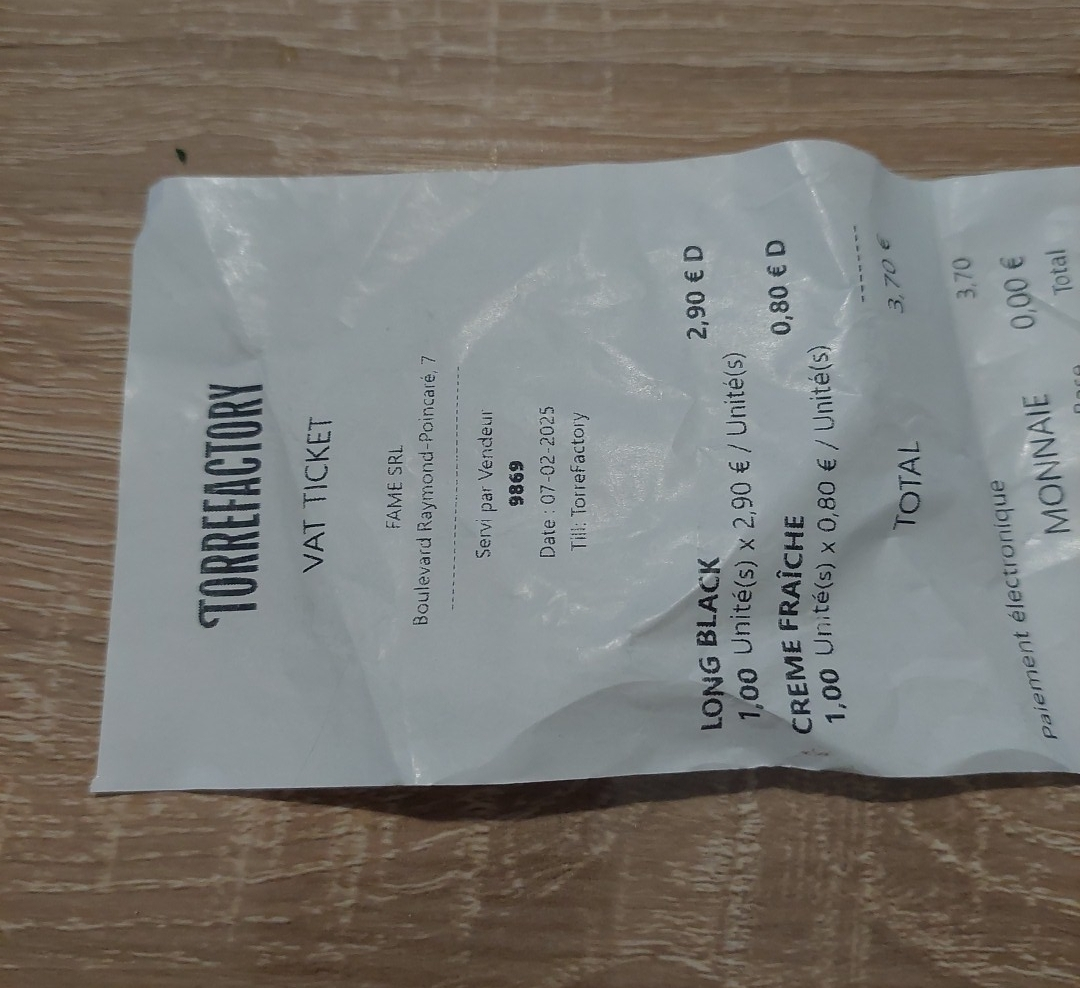 TORREFACTORY
VAT TICKET
FAME SRL
Boulevard Raymond-Poincaré, 7
Servi par Vendeur
9869
Date : 07-02-2025
Till: TorreFactory
LONG BLACK 2,90 € D
1,00 Unité(s) x 2,90 € / Unité(s)
CREME FRAÎCHE 0,80 € D
1,00 Unité(s) x 0,80 € / Unité(s)
--------
TOTAL 3,70 €
Paiement électronique 3,70
MONNAIE 0,00 €
Total